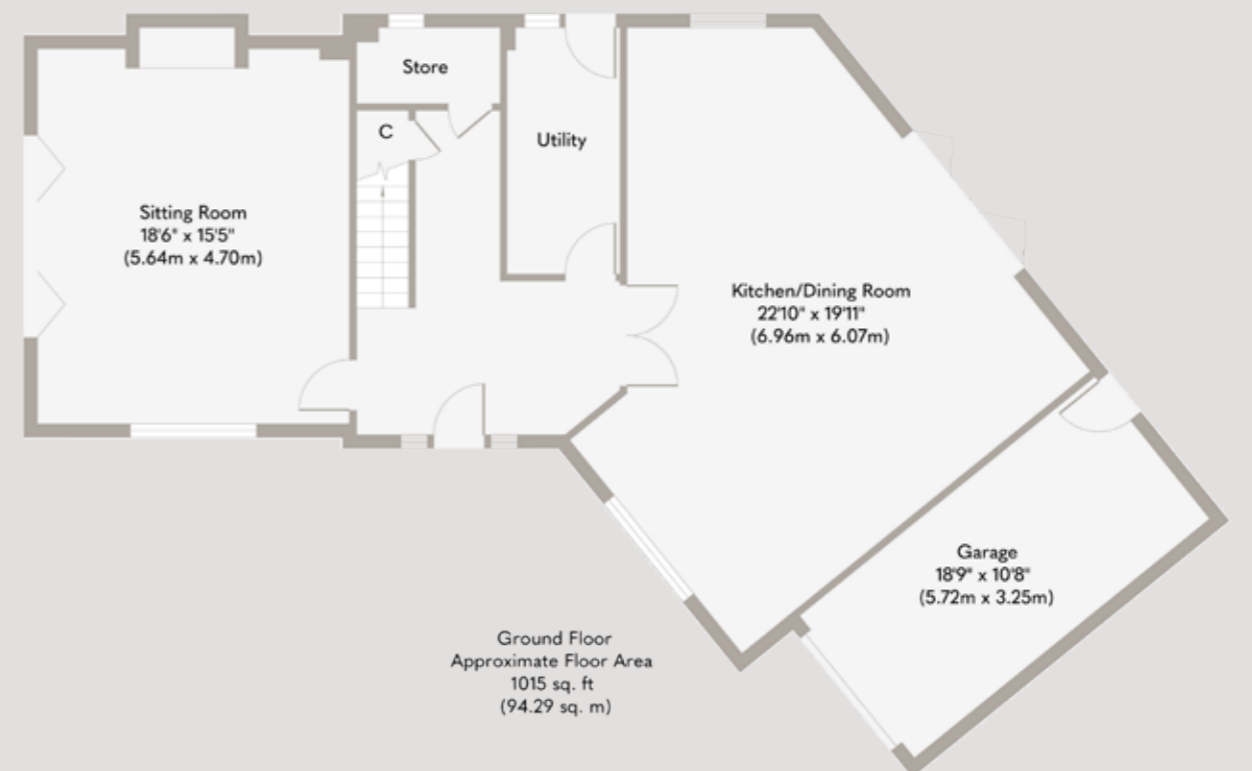 Store
C
Utility
Sitting Room
18'6" x 15'5"
(5.64m x 4.70m)
Kitchen/Dining Room
22'10" x 19'11"
(6.96m x 6.07m)
Garage
18'9" x 10'8"
(5.72m x 3.25m)
Ground Floor
Approximate Floor Area
1015 sq. ft
(94.29 sq. m)